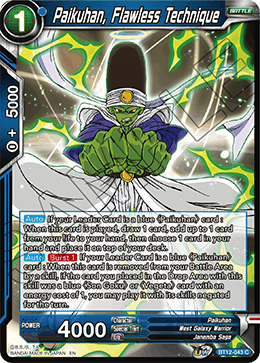 1
Paikuhan, Flawless Technique
BATTLE
+ 5000
Auto If your Leader Card is a blue 《Paikuhan》 card:
When this card is played, draw 1 card, add up to 1 card
from your life to your hand, then choose 1 card in your
hand and place it on top of your deck.
Auto Burst 1 If your Leader Card is a blue 《Paikuhan》
card: When this card is removed from your Battle Area
by a skill, if the card you placed in the Drop Area with this
skill was a blue 《Son Goku》 or 《Vegeta》 card with an
energy cost of 1, you may play it with its skills negated
for the turn.
POWER
4000
Character
Paikuhan
Special Trait
West Galaxy Warrior
Era
Janemba Saga
BANDAI MADE IN JAPAN EN
BT12-043 C